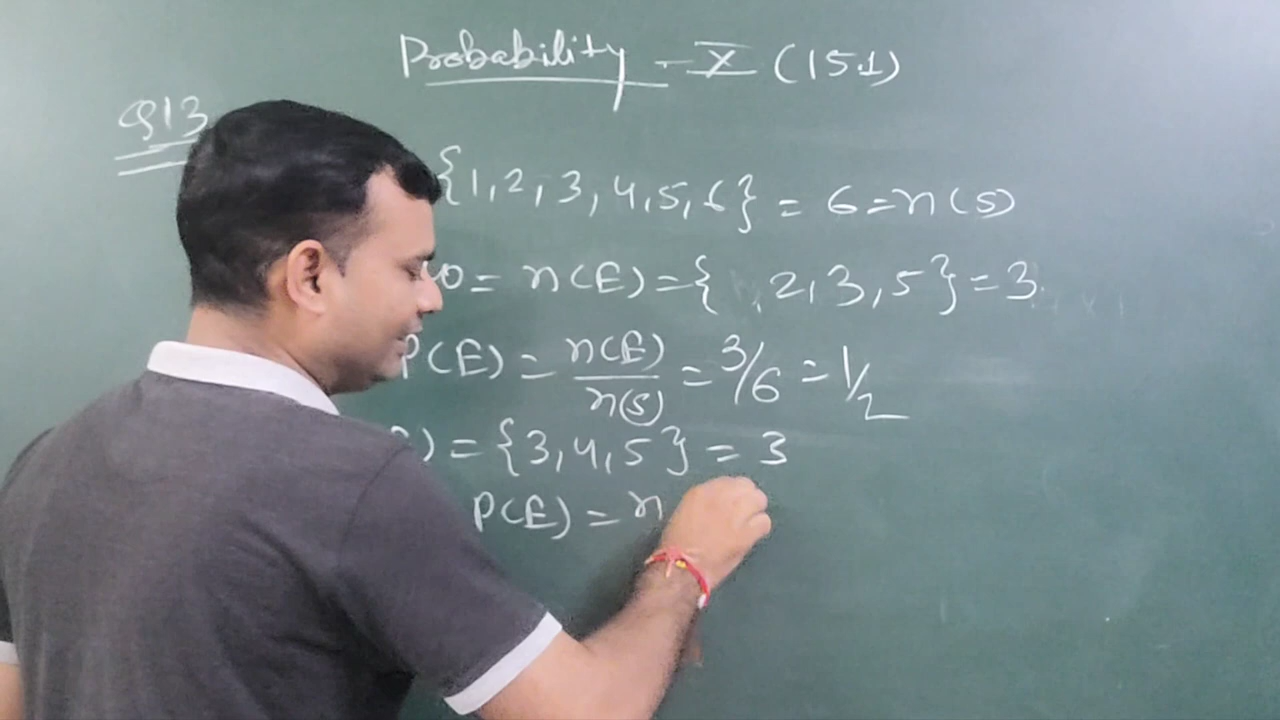 Probability - X (15.1)
Q13
{1,2,3,4,5,6} = 6 = n(S)
= n(E) = { ,2,3,5} = 3.
P(E) = n(E)/n(S) = 3/6 = 1/2
) = {3,4,5} = 3
P(E) = n